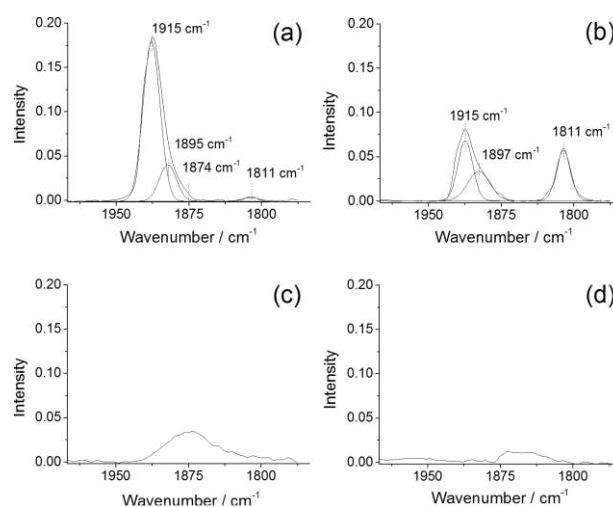 (a)
1915 cm-1
1895 cm-1
1874 cm-1
1811 cm-1
0.20
0.15
0.10
0.05
0.00
Intensity
1950
1875
1800
Wavenumber / cm-1
(b)
1915 cm-1
1897 cm-1
1811 cm-1
0.20
0.15
0.10
0.05
0.00
Intensity
1950
1875
1800
Wavenumber / cm-1
(c)
0.20
0.15
0.10
0.05
0.00
Intensity
1950
1875
1800
Wavenumber / cm-1
(d)
0.20
0.15
0.10
0.05
0.00
Intensity
1950
1875
1800
Wavenumber / cm-1